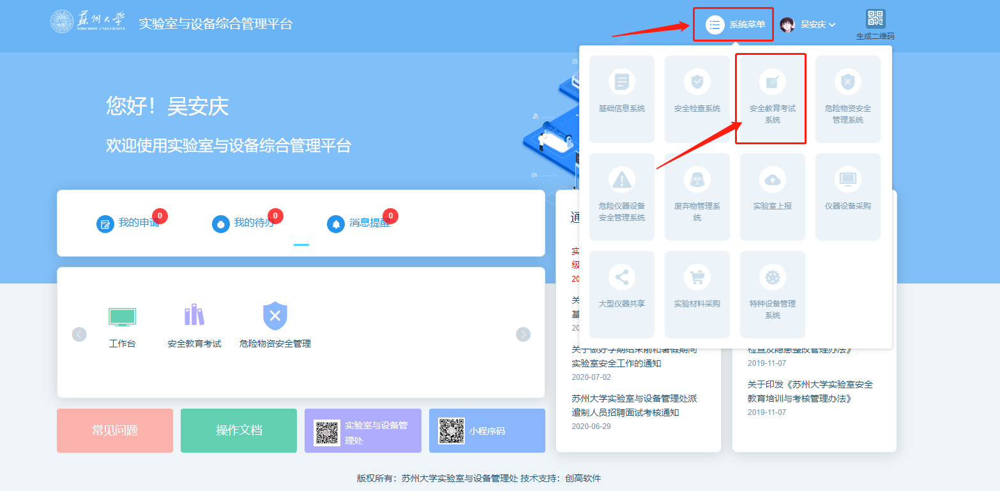 蘇州大学
SOOCHOW UNIVERSITY
实验室与设备综合管理平台
系统菜单
吴安庆
生成二维码
您好！吴安庆
欢迎使用实验室与设备综合管理平台
基础信息系统
安全检查系统
安全教育考试
系统
危险物资安全
管理系统
危险仪器设备
安全管理系统
废弃物管理系
统
实验室上报
仪器设备采购
大型仪器共享
实验材料采购
特种设备管理
系统
我的申请
0
我的待办
0
消息提醒
0
工作台
安全教育考试
危险物资安全管理
常见问题
操作文档
实验室与设备管
理处
小程序码
通
实
级
20
关
基
20
关于做好学期结束前和暑假期间
实验室安全工作的通知
2020-07-02
苏州大学实验室与设备管理处派
遣制人员招聘面试考核通知
2020-06-29
检查及隐患整改管理办法》
2019-11-07
关于印发《苏州大学实验室安全
教育培训与考核管理办法》
2019-11-07
版权所有：苏州大学实验室与设备管理处 技术支持：创高软件